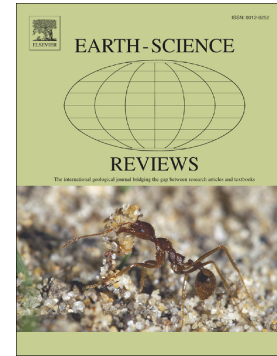 ISSN: 0012-8252
ELSEVIER
EARTH-SCIENCE
REVIEWS
The international geological journal bridging the gap between research articles and textbooks